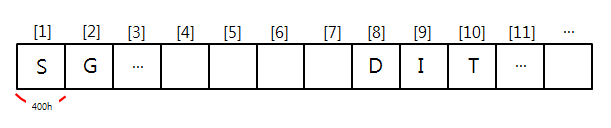 [1] [2] [3] [4] [5] [6] [7] [8] [9] [10] [11] ...
S G ... D I T ...
400h